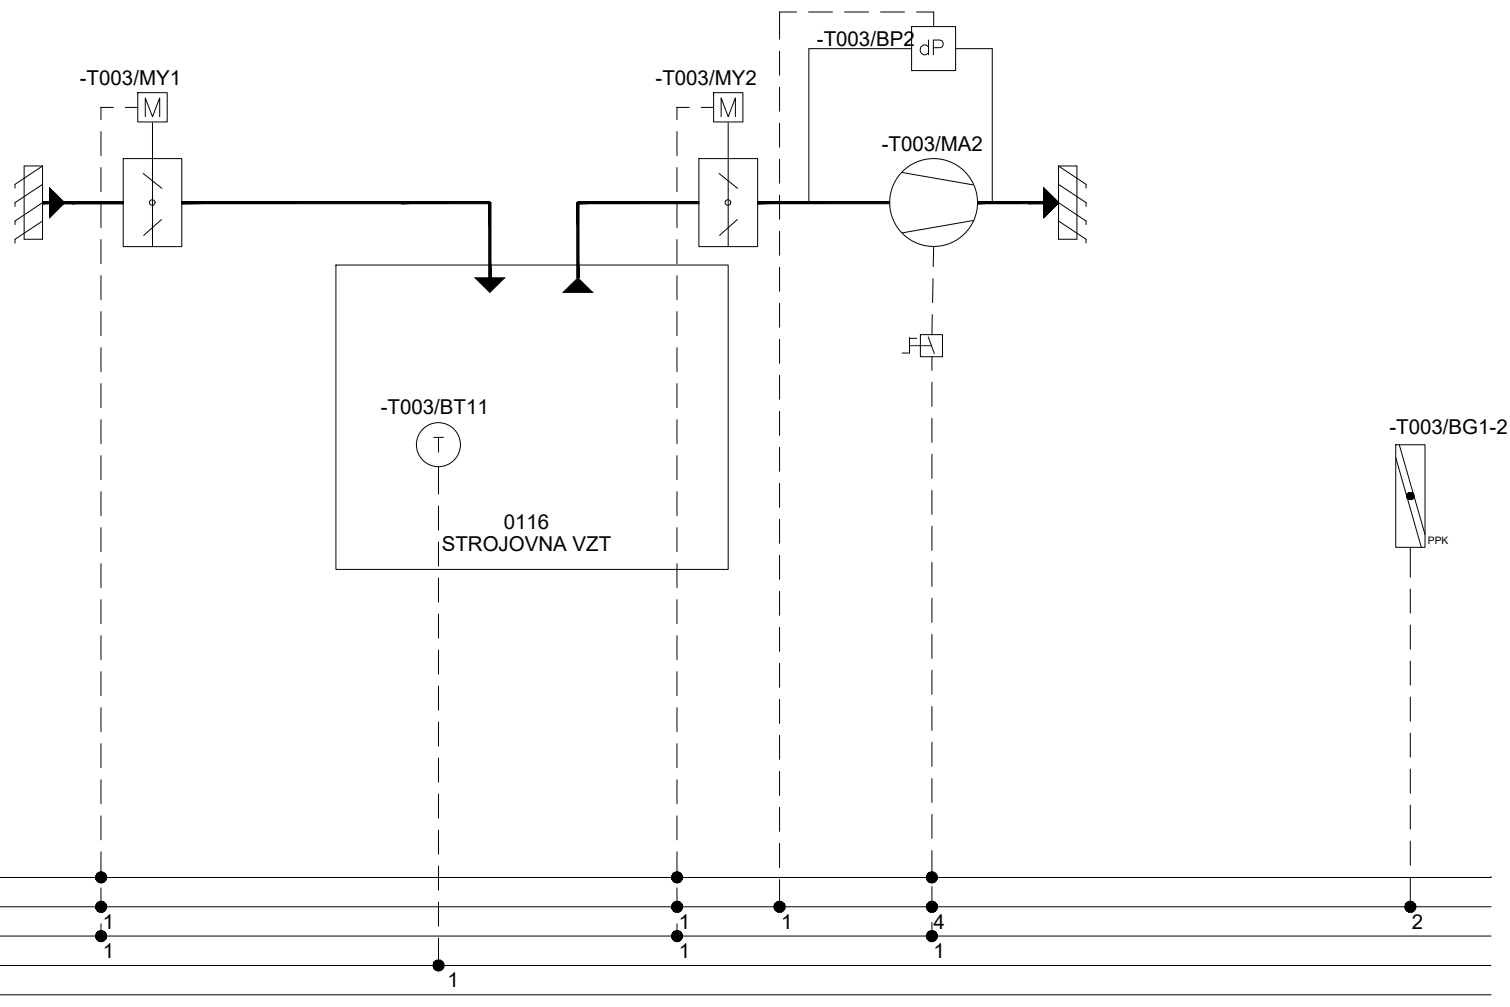 -T003/BP2
dP
-T003/MY1
-T003/MY2
M
M
-T003/MA2
-T003/BT11
T
-T003/BG1-2
0116
STROJOVNA VZT
PPK
1
1
1
4
2
1
1
1
1